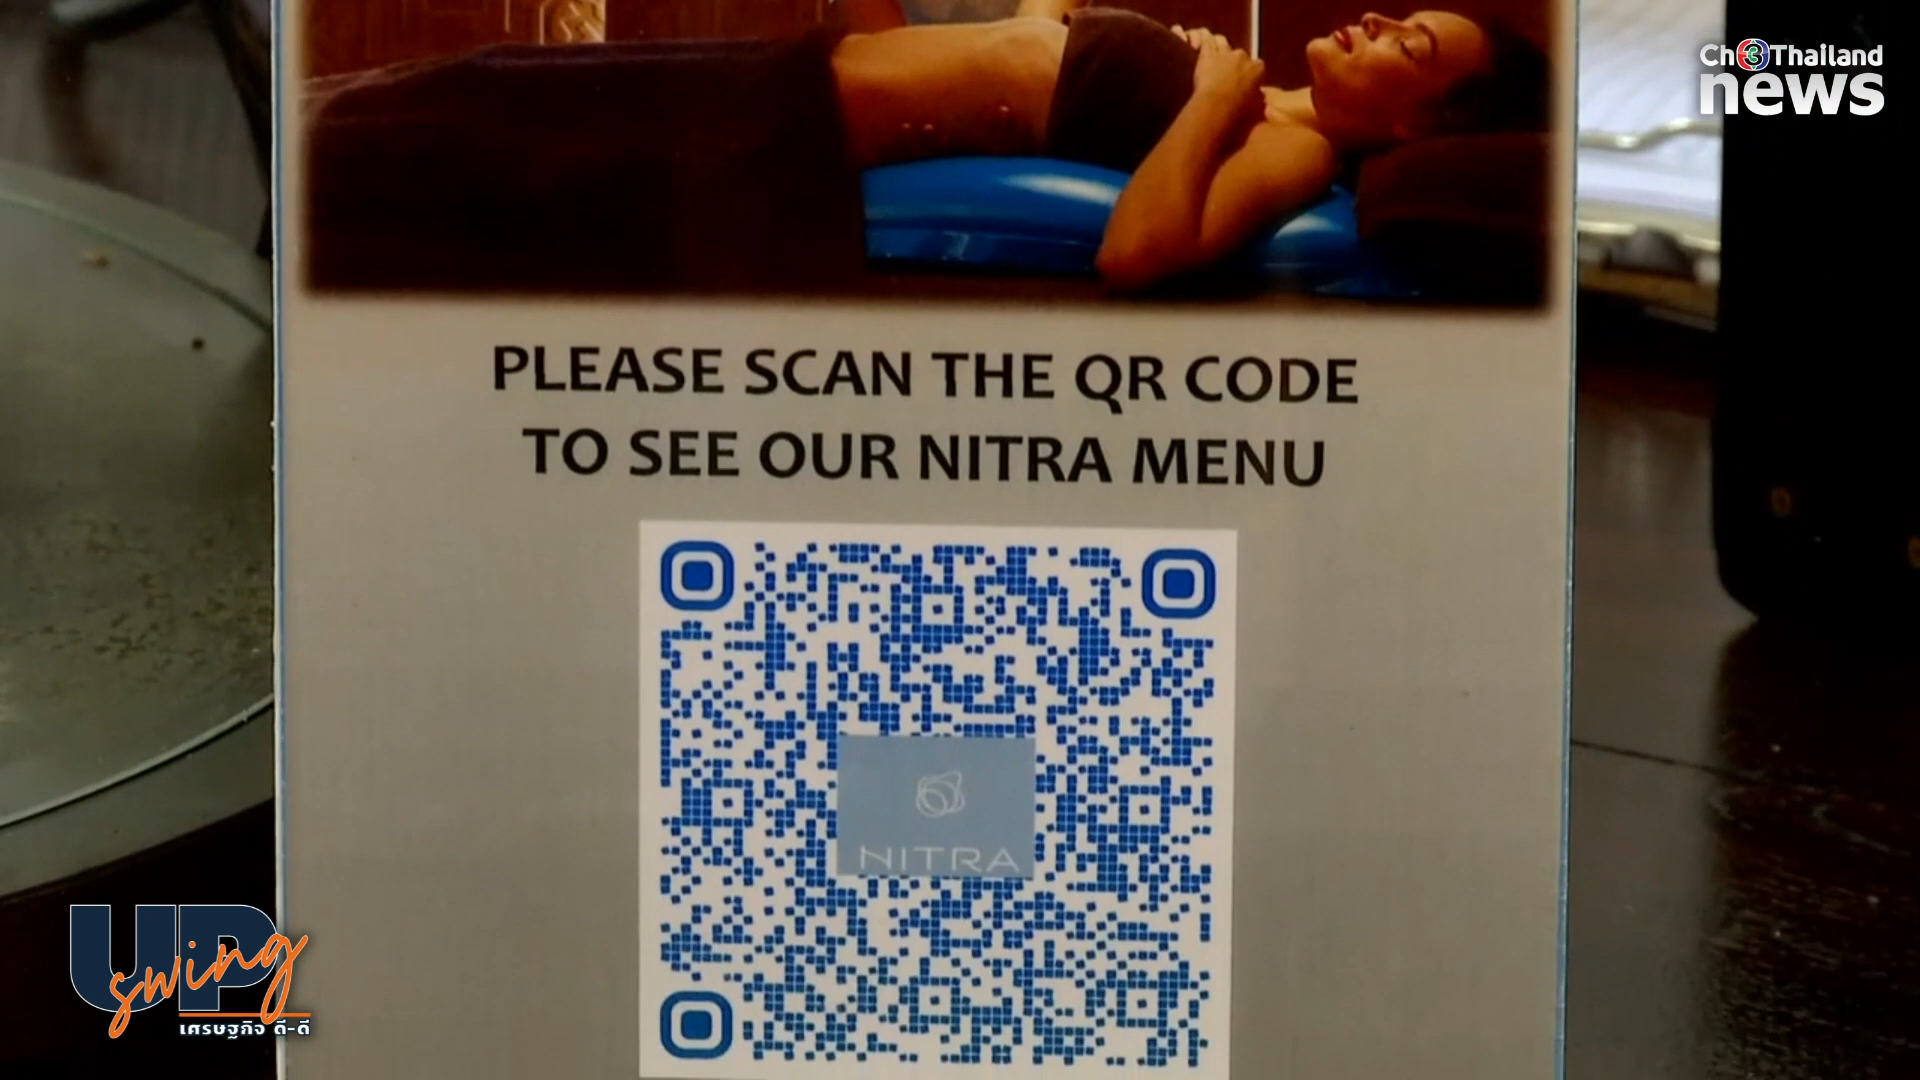 Ch3Thailand
news
PLEASE SCAN THE QR CODE
TO SEE OUR NITRA MENU
NITRA
UP
swing
เศรษฐกิจ ดี-ดี